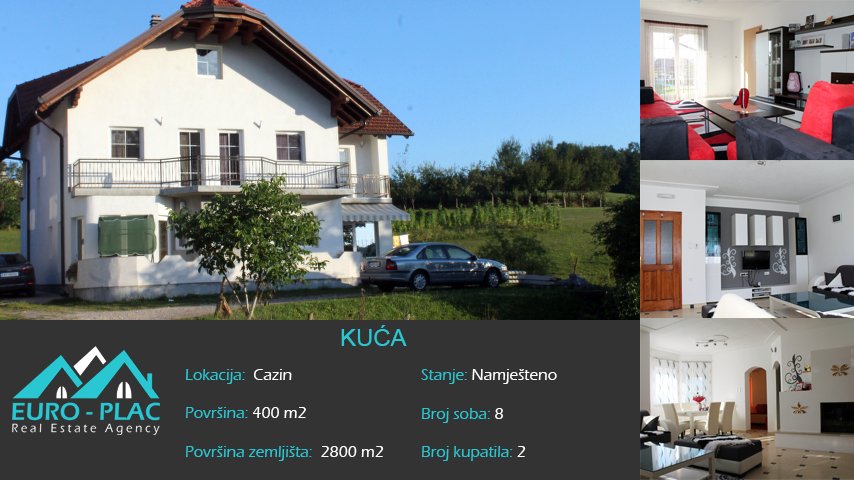 KUĆA
Lokacija: Cazin
Stanje: Namješteno
Površina: 400 m2
Broj soba: 8
Površina zemljišta: 2800 m2
Broj kupatila: 2
EURO - PLAC
Real Estate Agency